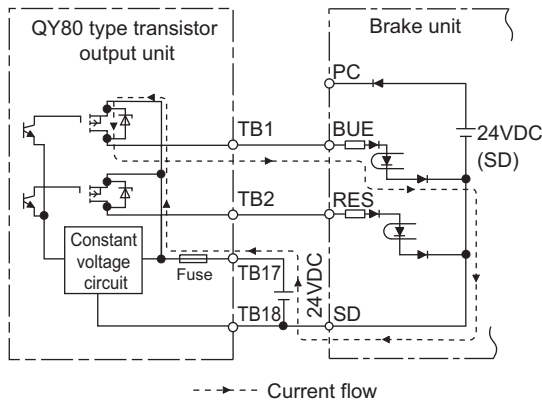 QY80 type transistor
output unit
Brake unit
PC
TB1
BUE
24VDC
(SD)
TB2
RES
Constant
voltage
circuit
Fuse
TB17
24VDC
TB18
SD
Current flow